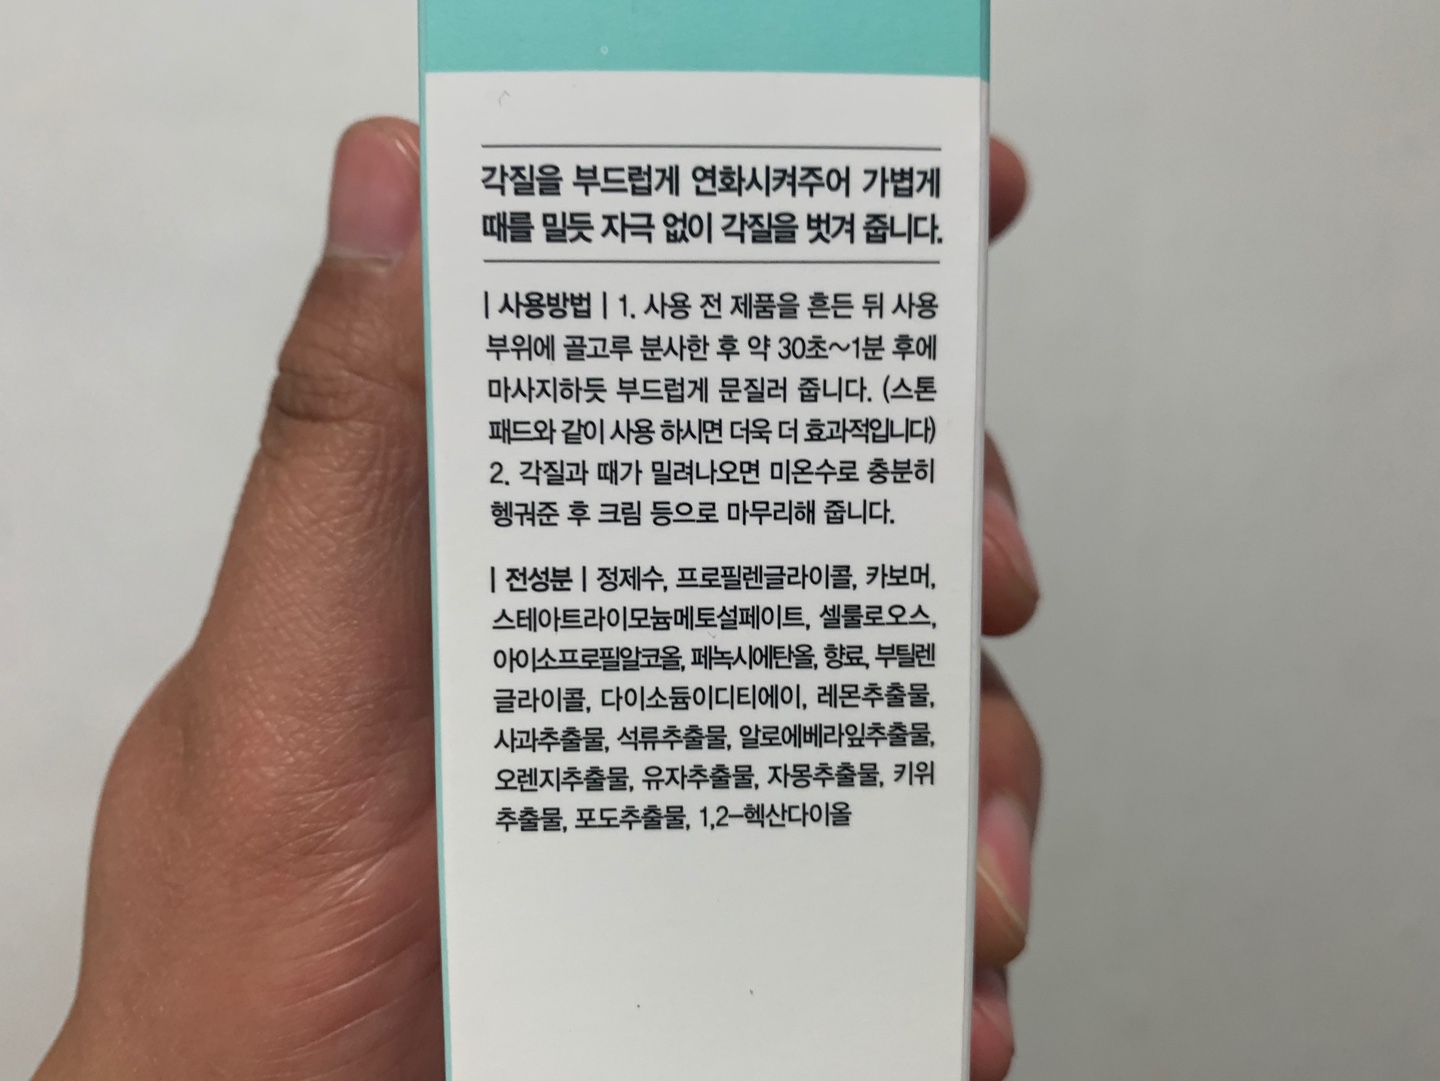 각질을 부드럽게 연화시켜주어 가볍게
때를 밀듯 자극 없이 각질을 벗겨 줍니다.
| 사용방법 | 1. 사용 전 제품을 흔든 뒤 사용
부위에 골고루 분사한 후 약 30초~1분 후에
마사지하듯 부드럽게 문질러 줍니다. (스톤
패드와 같이 사용 하시면 더욱 더 효과적입니다)
2. 각질과 때가 밀려나오면 미온수로 충분히
헹궈준 후 크림 등으로 마무리해 줍니다.
| 전성분 | 정제수, 프로필렌글라이콜, 카보머,
스테아트라이모늄메토설페이트, 셀룰로오스,
아이소프로필알코올, 페녹시에탄올, 향료, 부틸렌
글라이콜, 다이소듐이디티에이, 레몬추출물,
사과추출물, 석류추출물, 알로에베라잎추출물,
오렌지추출물, 유자추출물, 자몽추출물, 키위
추출물, 포도추출물, 1,2-헥산다이올